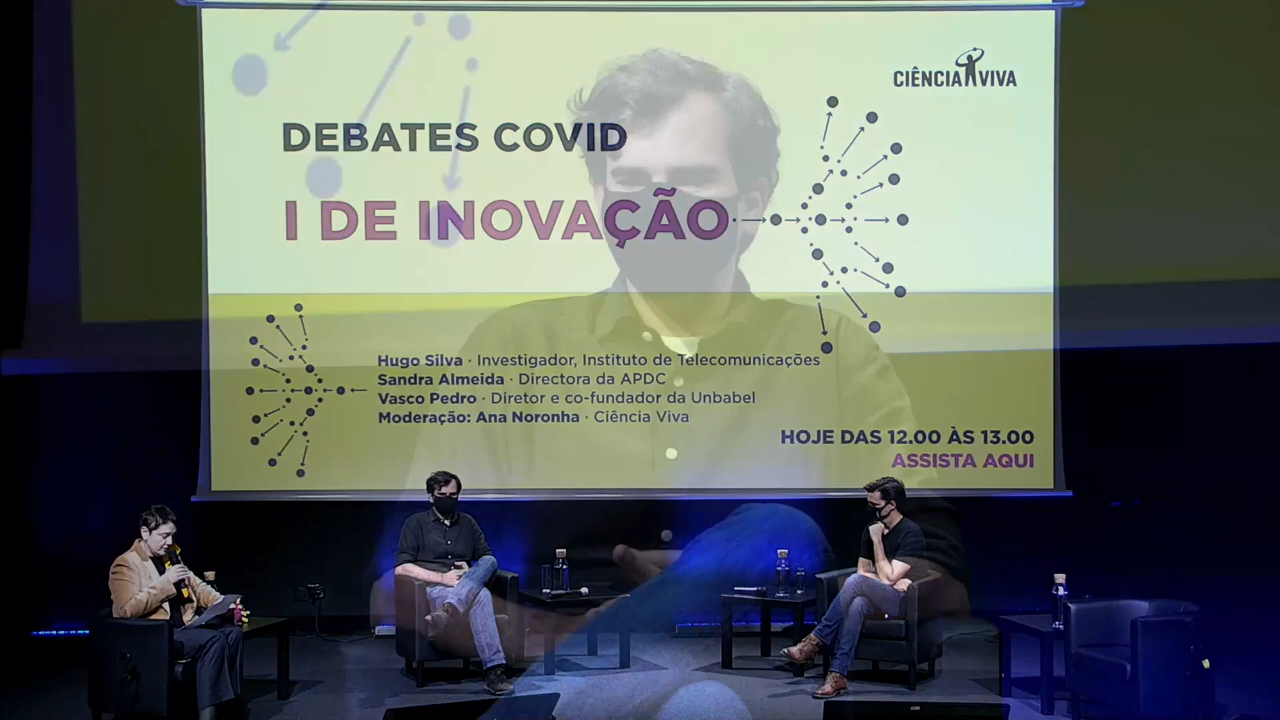 CIÊNCIA VIVA
DEBATES COVID
I DE INOVAÇÃO
Hugo Silva · Investigador, Instituto de Telecomunicações
Sandra Almeida · Directora da APDC
Vasco Pedro · Diretor e co-fundador da Unbabel
Moderação: Ana Noronha · Ciência Viva
HOJE DAS 12.00 ÀS 13.00
ASSISTA AQUI